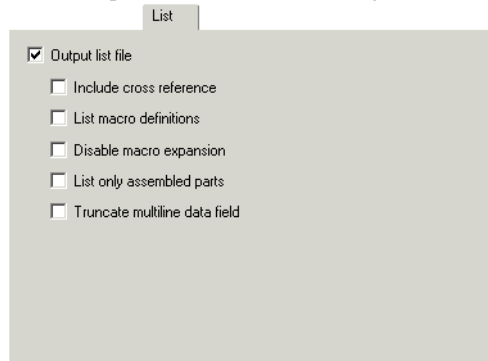 List
Output list file
Include cross reference
List macro definitions
Disable macro expansion
List only assembled parts
Truncate multiline data field